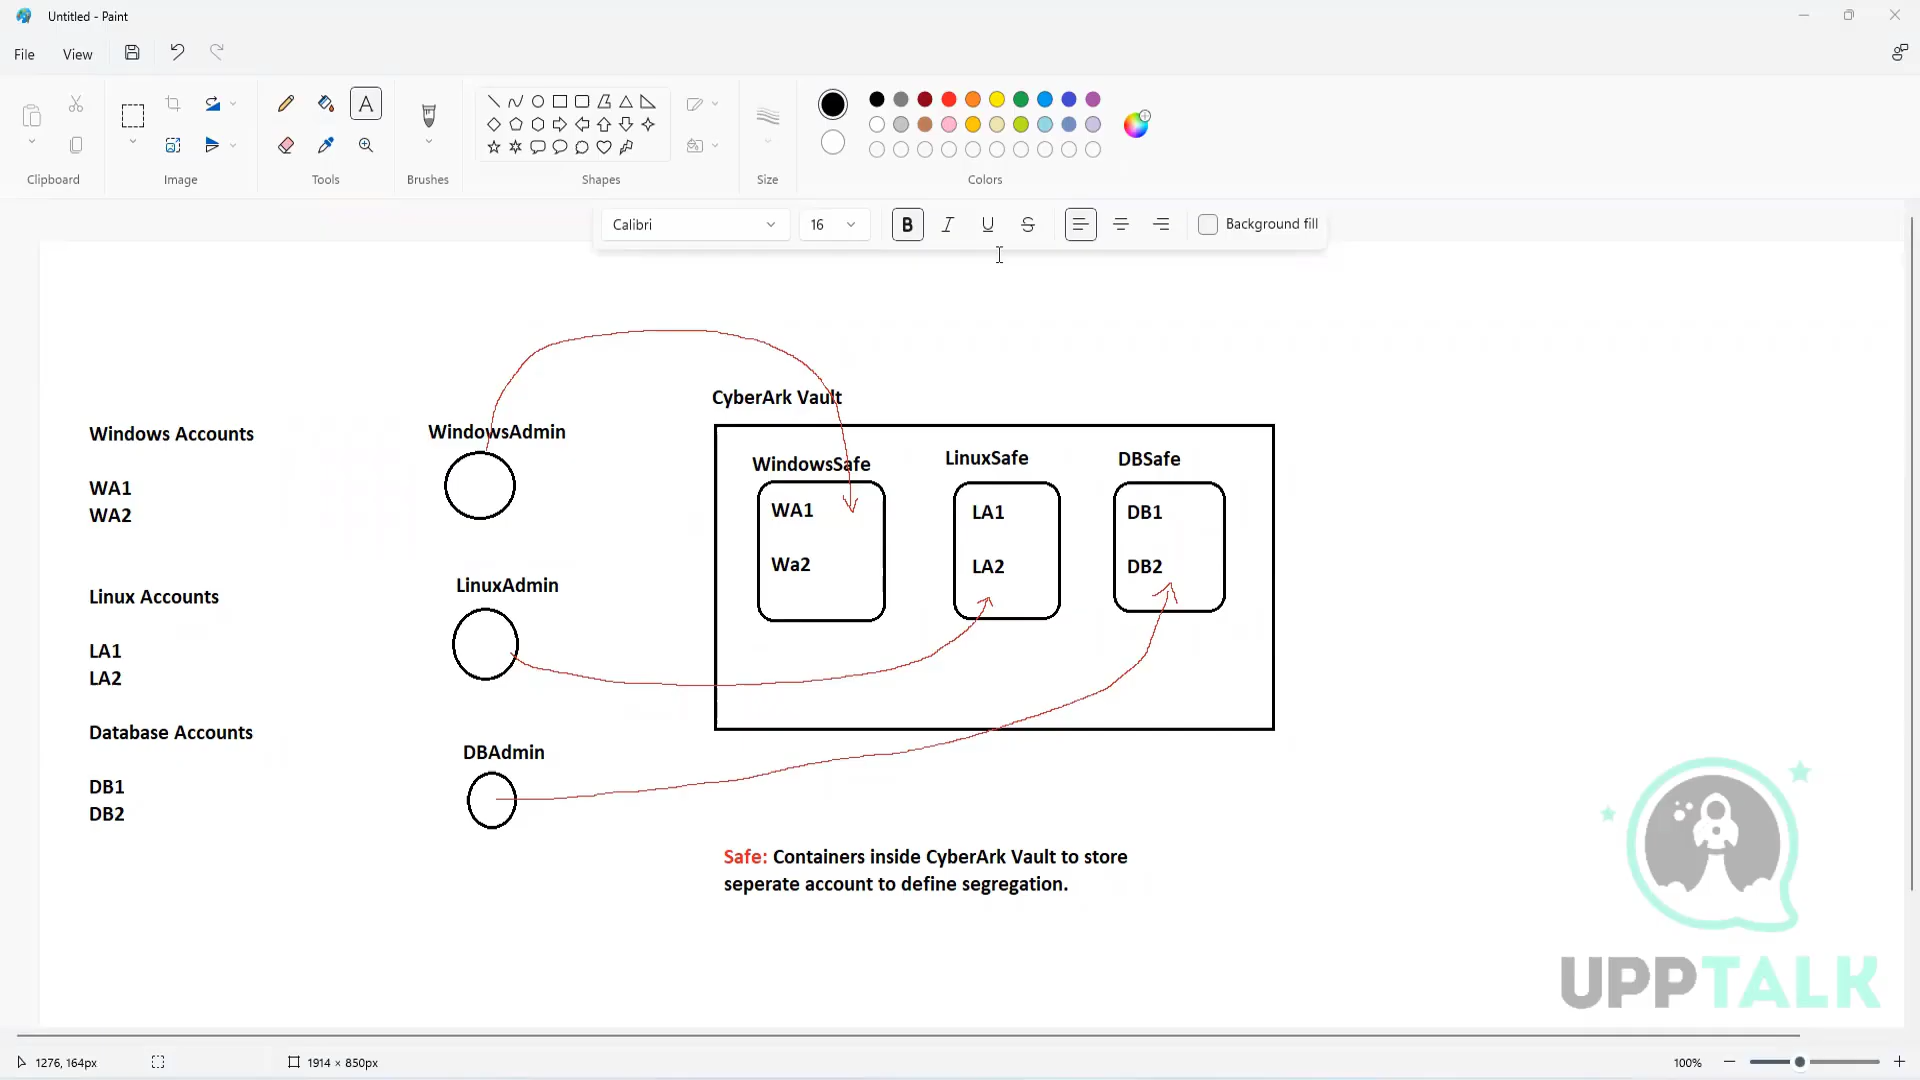 Untitled - Paint
File
View
Clipboard
Image
Tools
Brushes
Shapes
Size
Colors
A
Calibri
16
B
I
U
S
Background fill
CyberArk Vault
Windows Accounts
WA1
WA2
Linux Accounts
LA1
LA2
Database Accounts
DB1
DB2
WindowsAdmin
LinuxAdmin
DBAdmin
WindowsSafe
WA1
Wa2
LinuxSafe
LA1
LA2
DBSafe
DB1
DB2
Safe: Containers inside CyberArk Vault to store
seperate account to define segregation.
UPPTALK
1276, 164px
1914 × 850px
100%